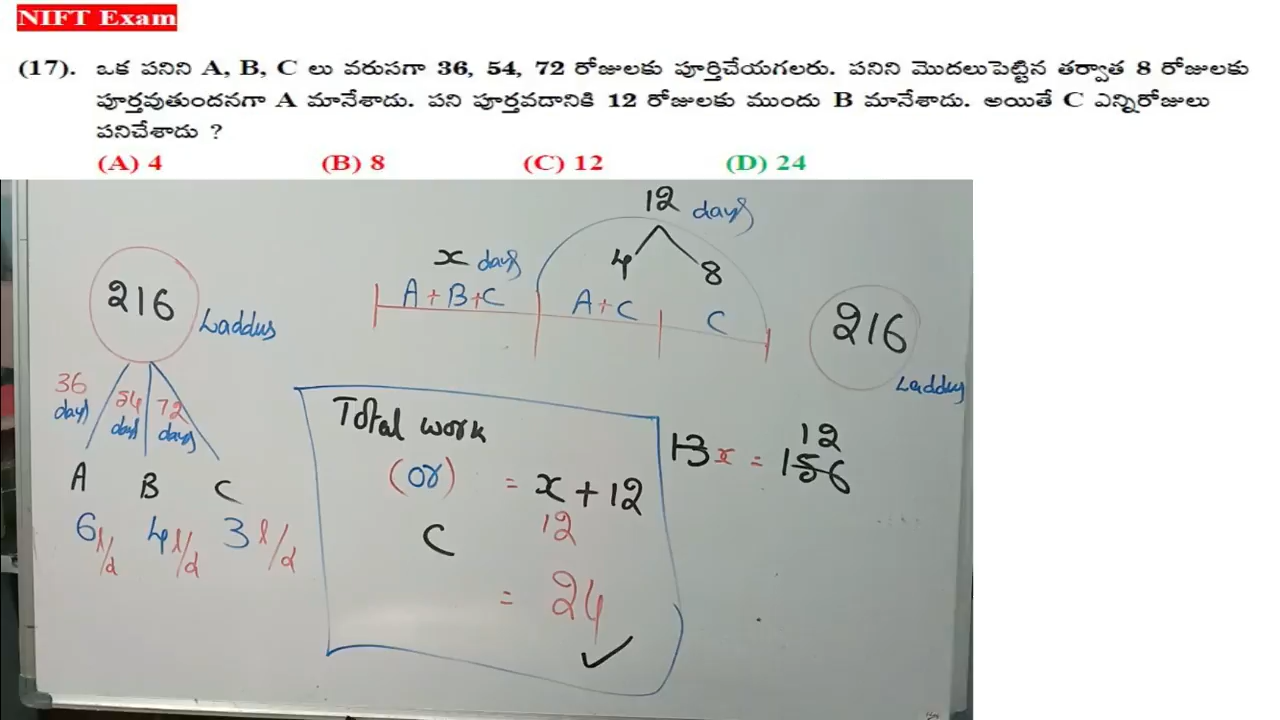 NIFT Exam
(17). ఒక పనిని A, B, C లు వరుసగా 36, 54, 72 రోజులకు పూర్తిచేయగలరు. పనిని మొదలుపెట్టిన తర్వాత 8 రోజులకు
పూర్తవుతుందనగా A మానేశాడు. పని పూర్తవడానికి 12 రోజులకు ముందు B మానేశాడు. అయితే C ఎన్నిరోజులు
పనిచేశాడు ?
(A) 4 (B) 8 (C) 12 (D) 24
12 days
4 8
x days
A+B+C A+C C
216 Laddus
36 days 54 days 72 days
A B C
6 l/d 4 l/d 3 l/d
216 Laddus
Total work
(or) = x + 12
C 12
= 24
12
13x = 156